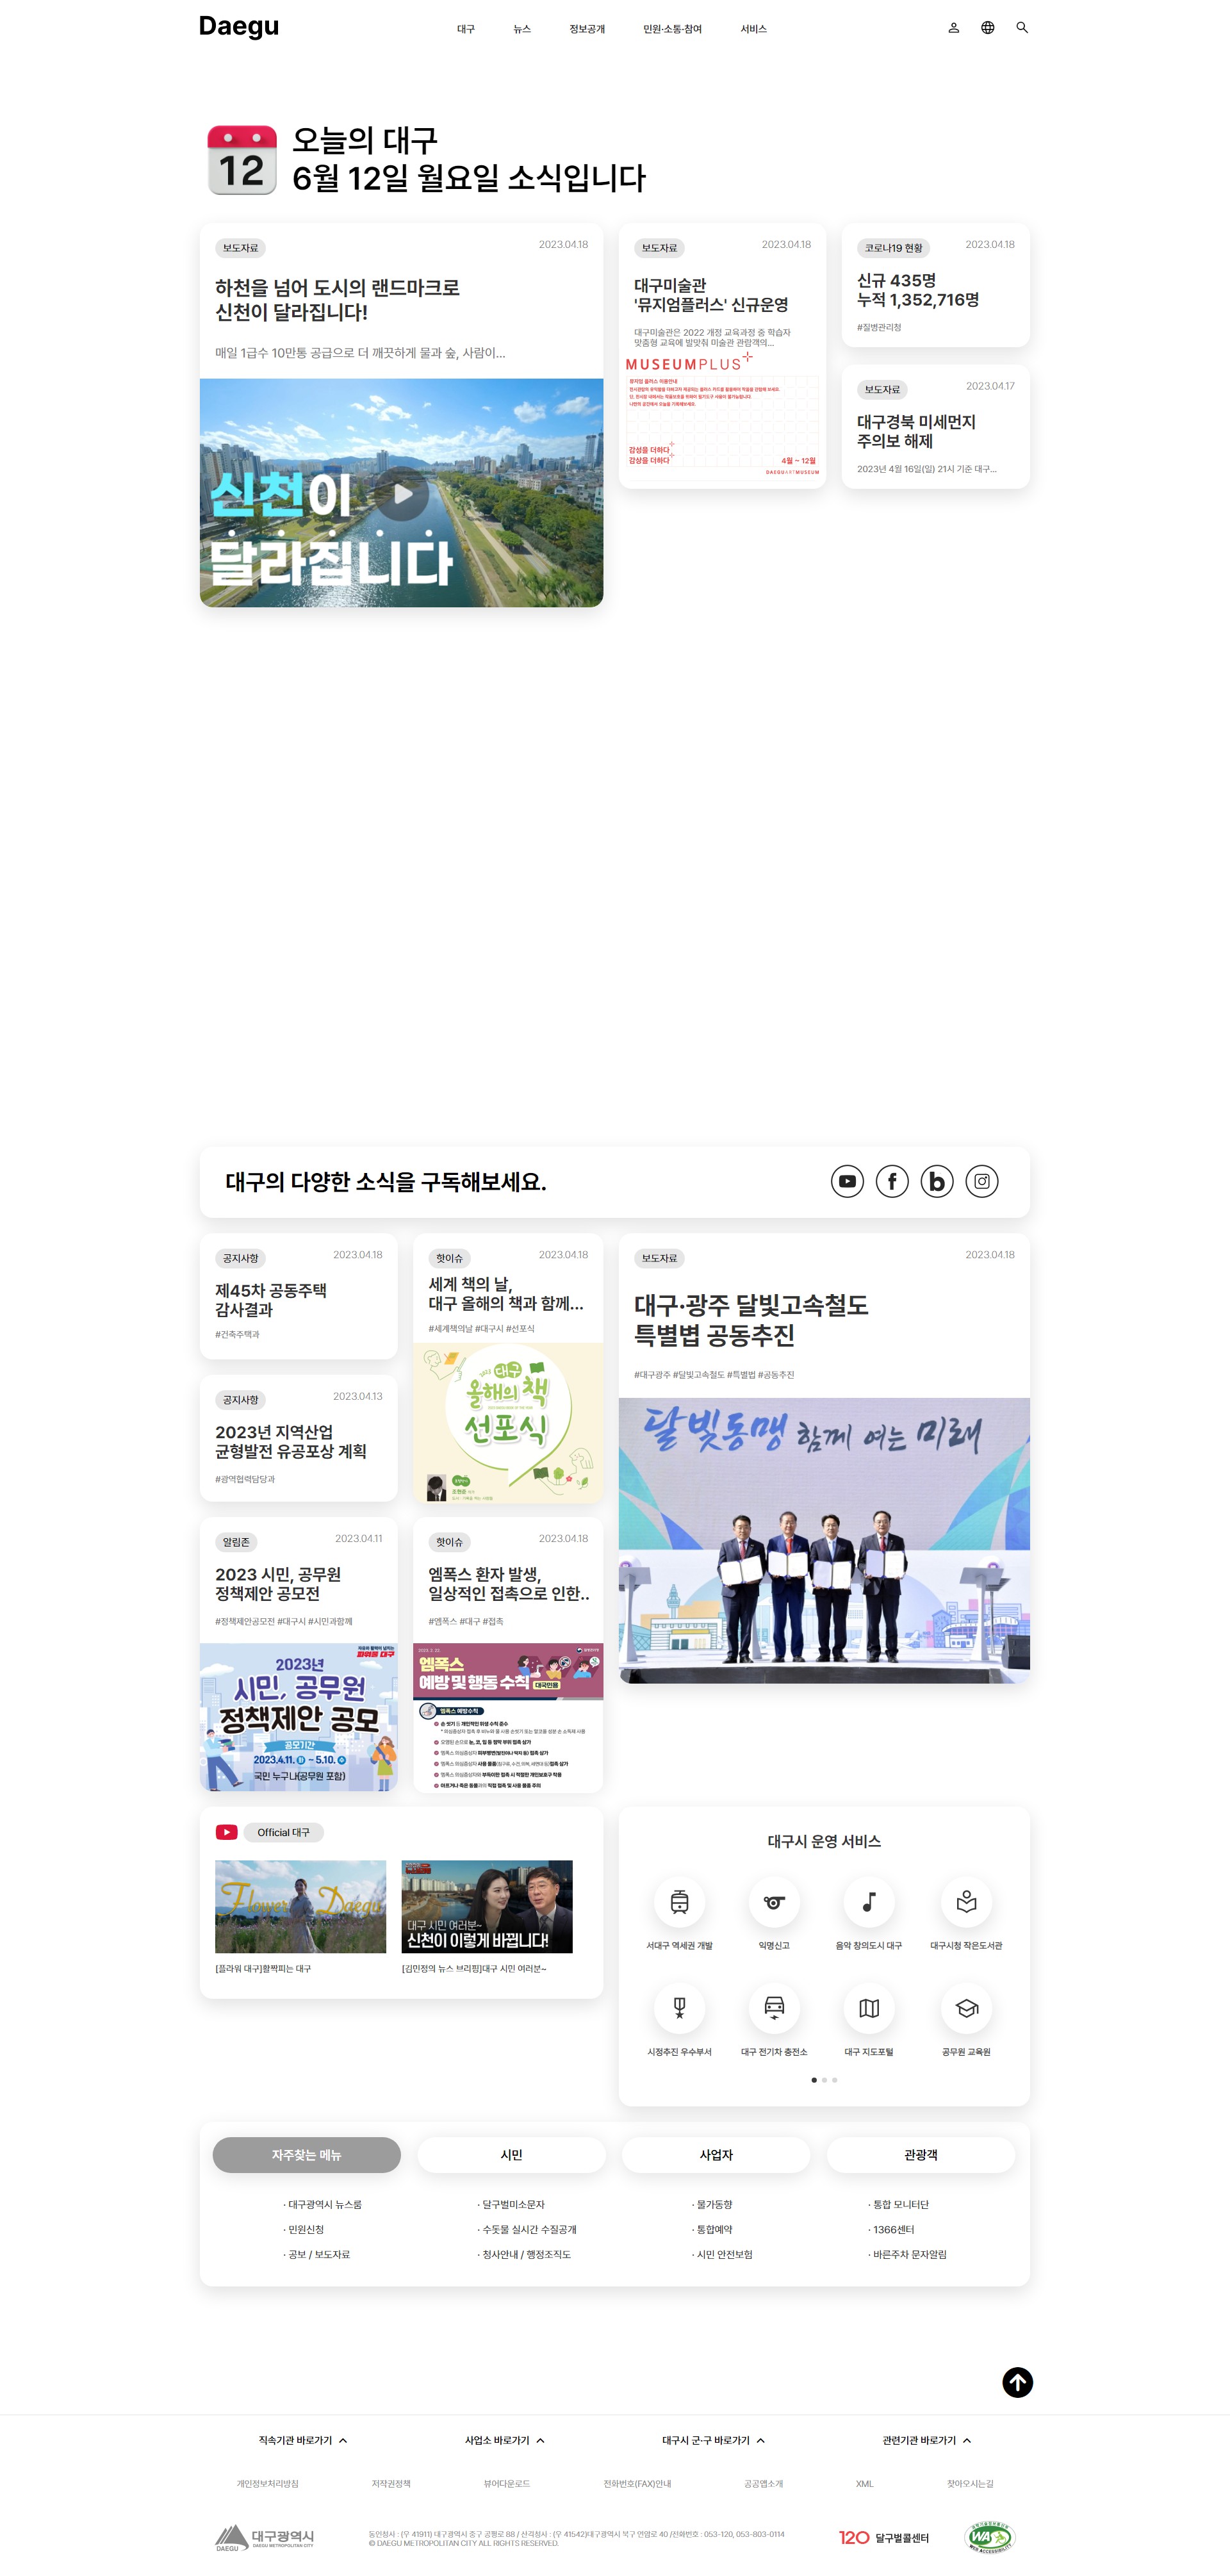 Daegu
대구
뉴스
정보공개
민원·소통·참여
서비스
12
오늘의 대구
6월 12일 월요일 소식입니다
보도자료
2023.04.18
하천을 넘어 도시의 랜드마크로
신천이 달라집니다!
매일 1급수 10만통 공급으로 더 깨끗하게 물과 숲, 사람이...
신천이
달라집니다
보도자료
2023.04.18
대구미술관
'뮤지엄플러스' 신규운영
대구미술관은 2022 개정 교육과정 중 학습자
맞춤형 교육에 발맞춰 미술관 관람객의...
MUSEUMPLUS
뮤지엄 플러스 이용안내
감성을 더하다
감상을 더하다
4월 ~ 12월
DAEGUARTMUSEUM
코로나19 현황
2023.04.18
신규 435명
누적 1,352,716명
#질병관리청
보도자료
2023.04.17
대구경북 미세먼지
주의보 해제
2023년 4월 16일(일) 21시 기준 대구...
대구의 다양한 소식을 구독해보세요.
공지사항
2023.04.18
제45차 공동주택
감사결과
#건축주택과
공지사항
2023.04.13
2023년 지역산업
균형발전 유공포상 계획
#광역협력담당과
핫이슈
2023.04.18
세계 책의 날,
대구 올해의 책과 함께...
#세계책의날 #대구시 #선포식
2023 대구
올해의 책
선포식
보도자료
2023.04.18
대구·광주 달빛고속철도
특별볍 공동추진
#대구광주 #달빛고속철도 #특별법 #공동추진
달빛동맹 함께 여는 미래
알림존
2023.04.11
2023 시민, 공무원
정책제안 공모전
#정책제안공모전 #대구시 #시민과함께
파워풀 대구
2023년
시민, 공무원
정책제안 공모
공모기간
2023.4.11. 화 ~ 5.10. 수
국민 누구나(공무원 포함)
핫이슈
2023.04.18
엠폭스 환자 발생,
일상적인 접촉으로 인한..
#엠폭스 #대구 #접촉
엠폭스
예방 및 행동 수칙
대국민용
엠폭스 예방수칙
Official 대구
Flower Daegu
[플라워 대구]활짝피는 대구
대구 시민 여러분~
신천이 이렇게 바뀝니다!
[김민정의 뉴스 브리핑]대구 시민 여러분~
대구시 운영 서비스
서대구 역세권 개발
익명신고
음악 창의도시 대구
대구시청 작은도서관
시정추진 우수부서
대구 전기차 충전소
대구 지도포털
공무원 교육원
자주찾는 메뉴
시민
사업자
관광객
· 대구광역시 뉴스룸
· 달구벌미소문자
· 물가동향
· 통합 모니터단
· 민원신청
· 수돗물 실시간 수질공개
· 통합예약
· 1366센터
· 공보 / 보도자료
· 청사안내 / 행정조직도
· 시민 안전보험
· 바른주차 문자알림
직속기관 바로가기
사업소 바로가기
대구시 군·구 바로가기
관련기관 바로가기
개인정보처리방침
저작권정책
뷰어다운로드
전화번호(FAX)안내
공공앱소개
XML
찾아오시는길
DAEGU
대구광역시
DAEGU METROPOLITAN CITY
동인청사 : (우 41911) 대구광역시 중구 공평로 88 / 산격청사 : (우 41542)대구광역시 북구 연암로 40 /전화번호 : 053-120, 053-803-0114
© DAEGU METROPOLITAN CITY ALL RIGHTS RESERVED.
120 달구벌콜센터
WA
WEB ACCESSIBILITY